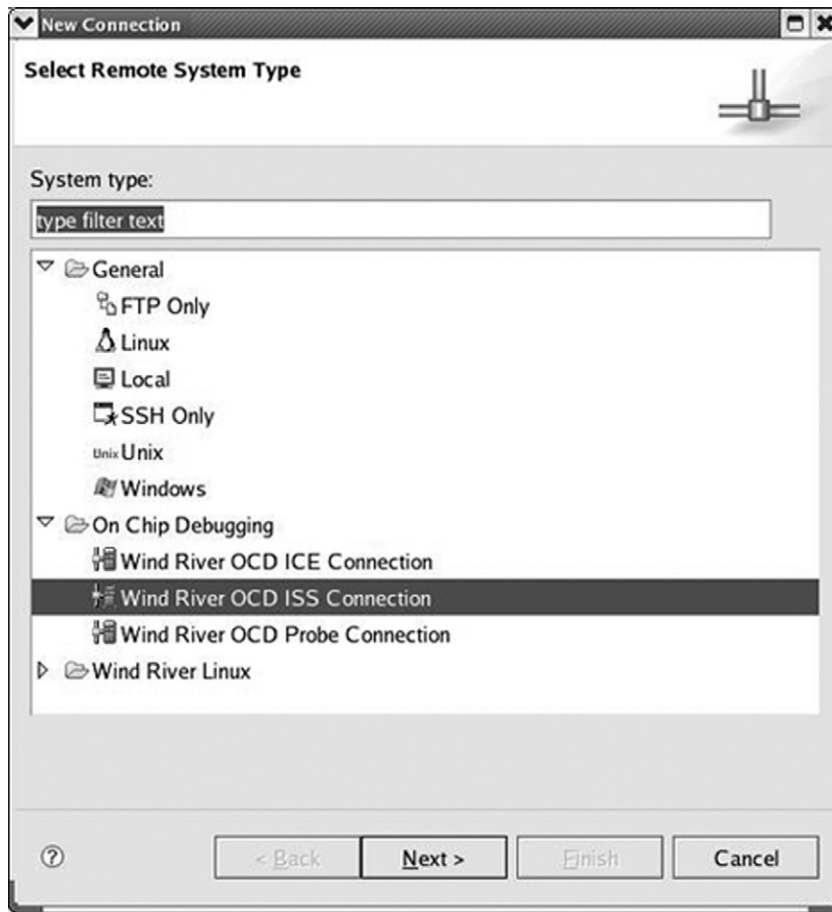 New Connection
Select Remote System Type
System type:
type filter text
General
FTP Only
Linux
Local
SSH Only
Unix Unix
Windows
On Chip Debugging
Wind River OCD ICE Connection
Wind River OCD ISS Connection
Wind River OCD Probe Connection
Wind River Linux
? < Back Next > Finish Cancel